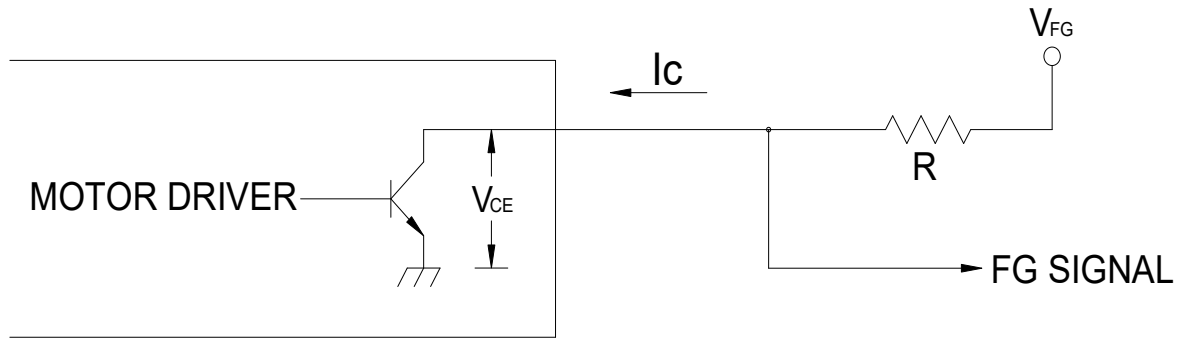 VFG
Ic
R
MOTOR DRIVER
VCE
FG SIGNAL